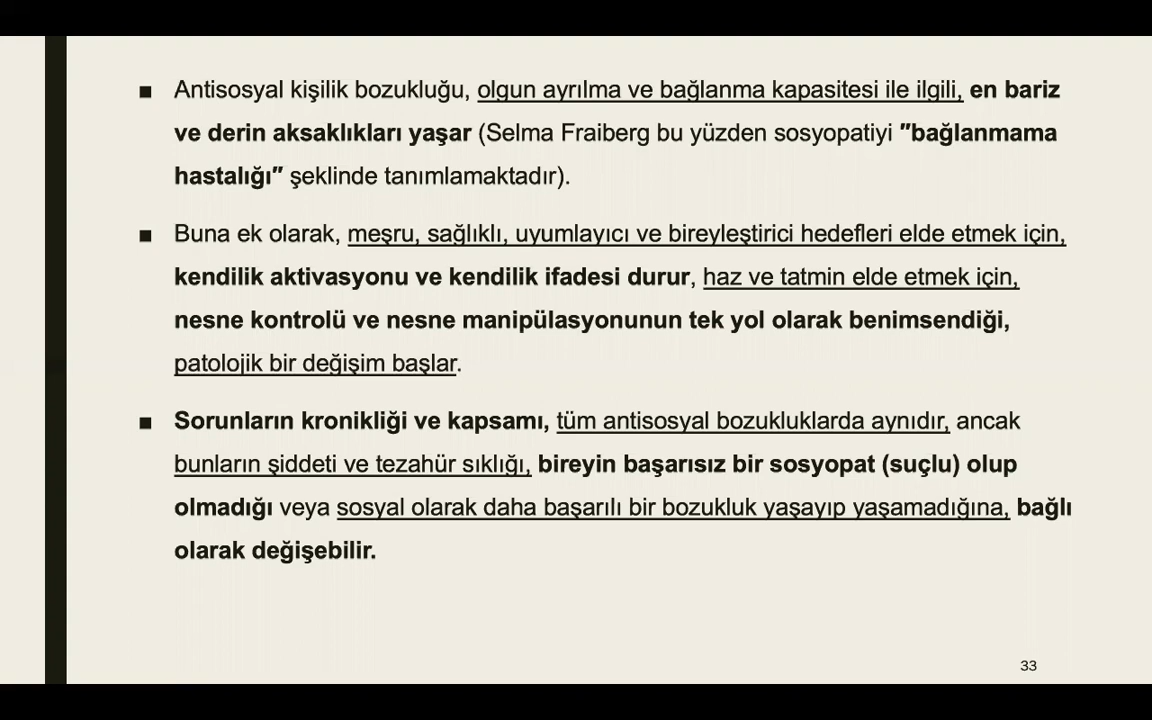 ■ Antisosyal kişilik bozukluğu, olgun ayrılma ve bağlanma kapasitesi ile ilgili, en bariz
ve derin aksaklıkları yaşar (Selma Fraiberg bu yüzden sosyopatiyi "bağlanmama
hastalığı" şeklinde tanımlamaktadır).
■ Buna ek olarak, meşru, sağlıklı, uyumlayıcı ve bireyleştirici hedefleri elde etmek için,
kendilik aktivasyonu ve kendilik ifadesi durur, haz ve tatmin elde etmek için,
nesne kontrolü ve nesne manipülasyonunun tek yol olarak benimsendiği,
patolojik bir değişim başlar.
■ Sorunların kronikliği ve kapsamı, tüm antisosyal bozukluklarda aynıdır, ancak
bunların şiddeti ve tezahür sıklığı, bireyin başarısız bir sosyopat (suçlu) olup
olmadığı veya sosyal olarak daha başarılı bir bozukluk yaşayıp yaşamadığına, bağlı
olarak değişebilir.
33